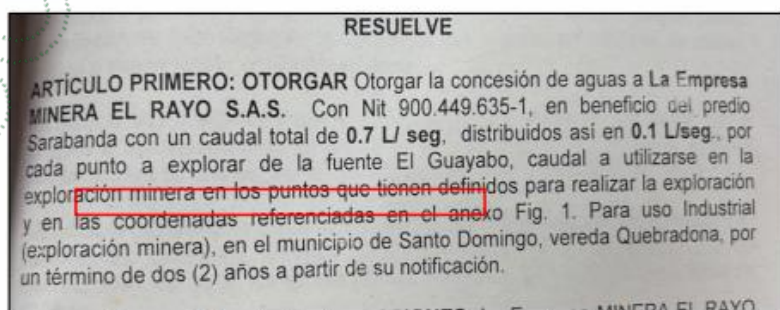 RESUELVE
ARTÍCULO PRIMERO: OTORGAR Otorgar la concesión de aguas a La Empresa
MINERA EL RAYO S.A.S. Con Nit 900.449.635-1, en beneficio del predio
Sarabanda con un caudal total de 0.7 L/ seg, distribuidos asi en 0.1 L/seg., por
cada punto a explorar de la fuente El Guayabo, caudal a utilizarse en la
exploración minera en los puntos que tienen definidos para realizar la exploración
y en las coordenadas referenciadas en el anexo Fig. 1. Para uso Industrial
(exploración minera), en el municipio de Santo Domingo, vereda Quebradona, por
un término de dos (2) años a partir de su notificación.
MINERA EL RAYO